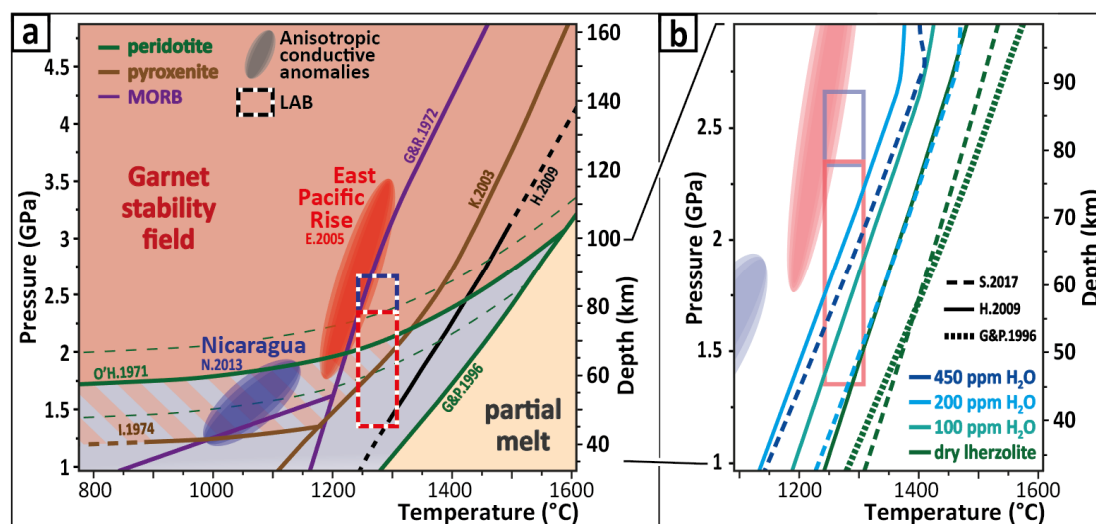 a
peridotite
pyroxenite
MORB
Anisotropic
conductive
anomalies
LAB
Garnet
stability
field
East
Pacific
Rise
E.2005
Nicaragua
N.2013
G&R.1972
K.2003
H.2009
O'H.1971
I.1974
G&P.1996
partial
melt
Pressure (GPa)
4.5
4
3.5
3
2.5
2
1.5
1
800
1000
1200
1400
1600
Temperature (°C)
160
140
120
100
80
60
40
Depth (km)
b
Pressure (GPa)
2.5
2
1.5
1
S.2017
H.2009
G&P.1996
450 ppm H₂O
200 ppm H₂O
100 ppm H₂O
dry lherzolite
1200
1400
1600
Temperature (°C)
90
80
70
60
50
40
Depth (km)